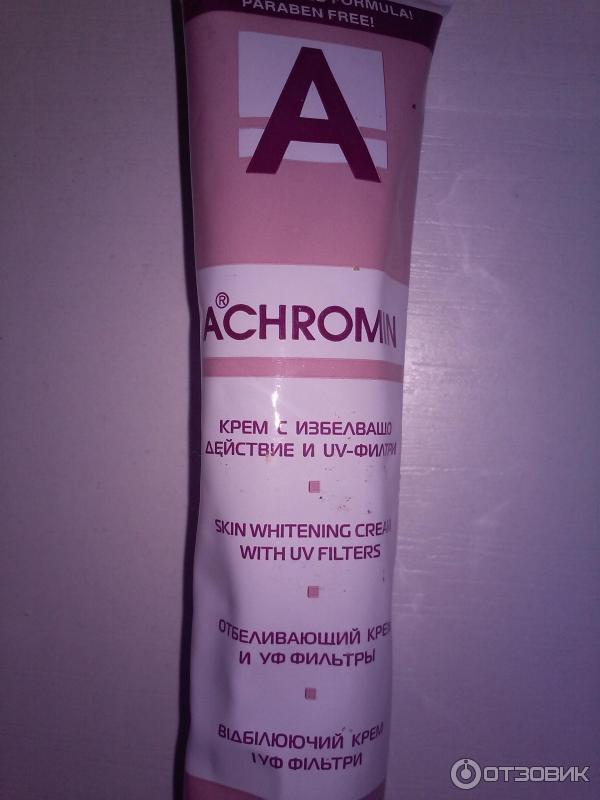 FORMULA!
PARABEN FREE!
A
ACHROMIN
®
КРЕМ С ИЗБЕЛВАЩО
ДЕЙСТВИЕ И UV-ФИЛТРИ
SKIN WHITENING CREAM
WITH UV FILTERS
ОТБЕЛИВАЮЩИЙ КРЕМ
И УФ ФИЛЬТРЫ
ВІДБІЛЮЮЧИЙ КРЕМ
І УФ ФІЛЬТРИ
ОТЗОВИК